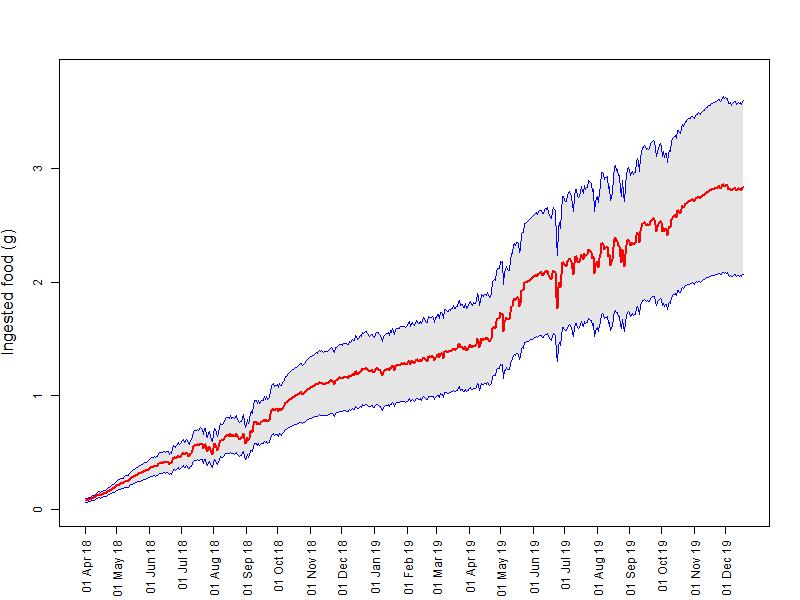 Ingested food (g)
3
2
1
0
01 Apr 18
01 May 18
01 Jun 18
01 Jul 18
01 Aug 18
01 Sep 18
01 Oct 18
01 Nov 18
01 Dec 18
01 Jan 19
01 Feb 19
01 Mar 19
01 Apr 19
01 May 19
01 Jun 19
01 Jul 19
01 Aug 19
01 Sep 19
01 Oct 19
01 Nov 19
01 Dec 19